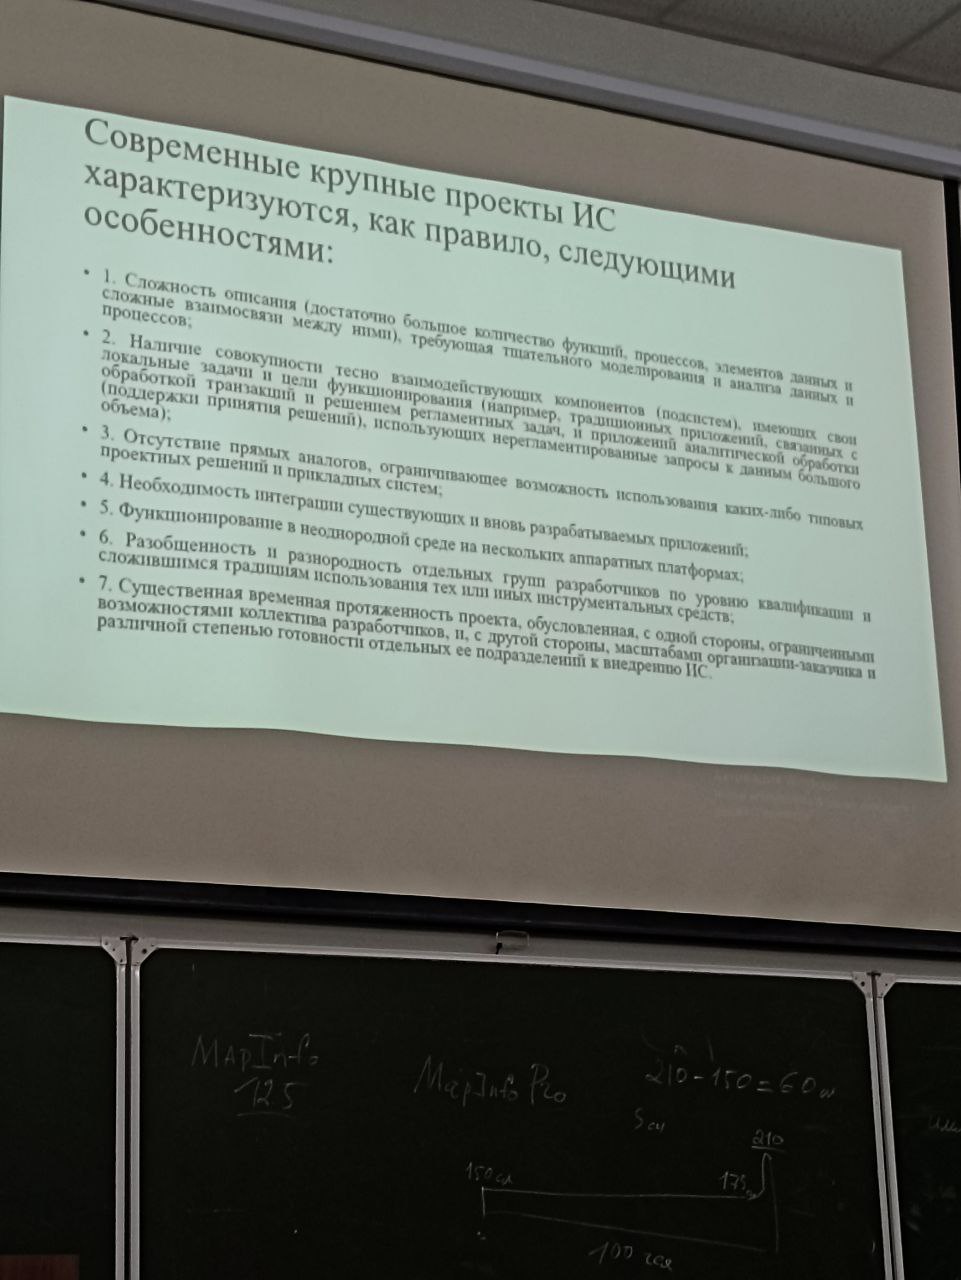 Современные крупные проекты ИС
характеризуются, как правило, следующими
особенностями:
• 1. Сложность описания (достаточно большое количество функций, процессов, элементов данных и
сложные взаимосвязи между ними), требующая тщательного моделирования и анализа данных и
процессов;
• 2. Наличие совокупности тесно взаимодействующих компонентов (подсистем), имеющих свои
локальные задачи и цели функционирования (например, традиционных приложений, связанных с
обработкой транзакций и решением регламентных задач, и приложений аналитической обработки
(поддержки принятия решений), использующих нерегламентированные запросы к данным большого
объема);
• 3. Отсутствие прямых аналогов, ограничивающее возможность использования каких-либо типовых
проектных решений и прикладных систем;
• 4. Необходимость интеграции существующих и вновь разрабатываемых приложений;
• 5. Функционирование в неоднородной среде на нескольких аппаратных платформах;
• 6. Разобщенность и разнородность отдельных групп разработчиков по уровню квалификации и
сложившимся традициям использования тех или иных инструментальных средств;
• 7. Существенная временная протяженность проекта, обусловленная, с одной стороны, ограниченными
возможностями коллектива разработчиков, и, с другой стороны, масштабами организации-заказчика и
различной степенью готовности отдельных ее подразделений к внедрению ИС.
MapInfo
12.5
MapInfo Pro
210-150=60
210
150
175
100